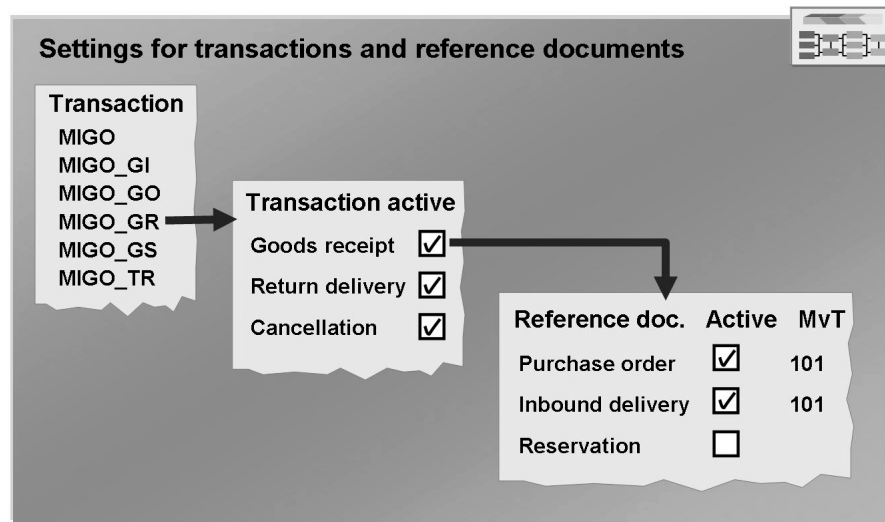 Settings for transactions and reference documents
Transaction
MIGO
MIGO_GI
MIGO_GO
MIGO_GR
MIGO_GS
MIGO_TR
Transaction active
Goods receipt
Return delivery
Cancellation
Reference doc. Active MvT
Purchase order 101
Inbound delivery 101
Reservation